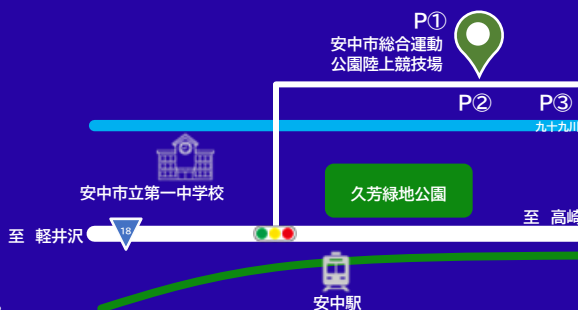 P①
安中市総合運動
公園陸上競技場
P②
P③
九十九川
安中市立第一中学校
久芳緑地公園
至 高崎
至 軽井沢
18
安中駅